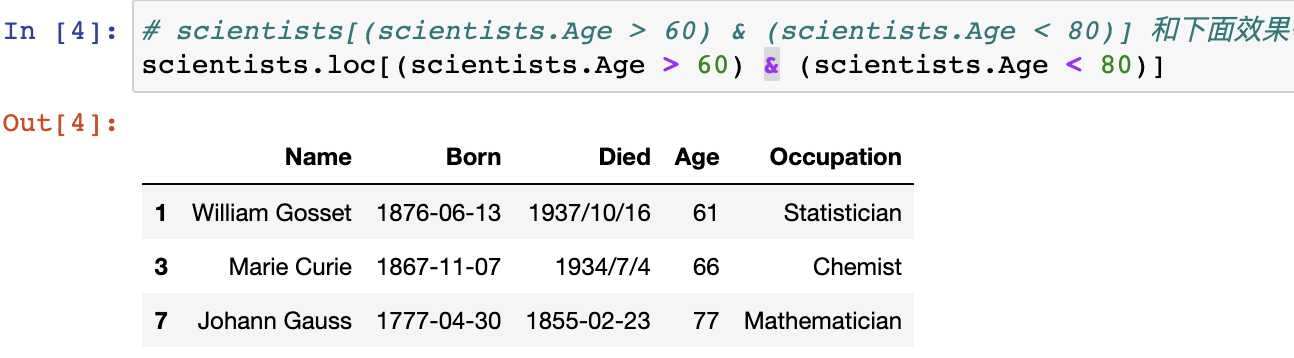 In [4]: # scientists[(scientists.Age > 60) & (scientists.Age < 80)] 和下面效果
scientists.loc[(scientists.Age > 60) & (scientists.Age < 80)]
Out[4]:
Name Born Died Age Occupation
1 William Gosset 1876-06-13 1937/10/16 61 Statistician
3 Marie Curie 1867-11-07 1934/7/4 66 Chemist
7 Johann Gauss 1777-04-30 1855-02-23 77 Mathematician